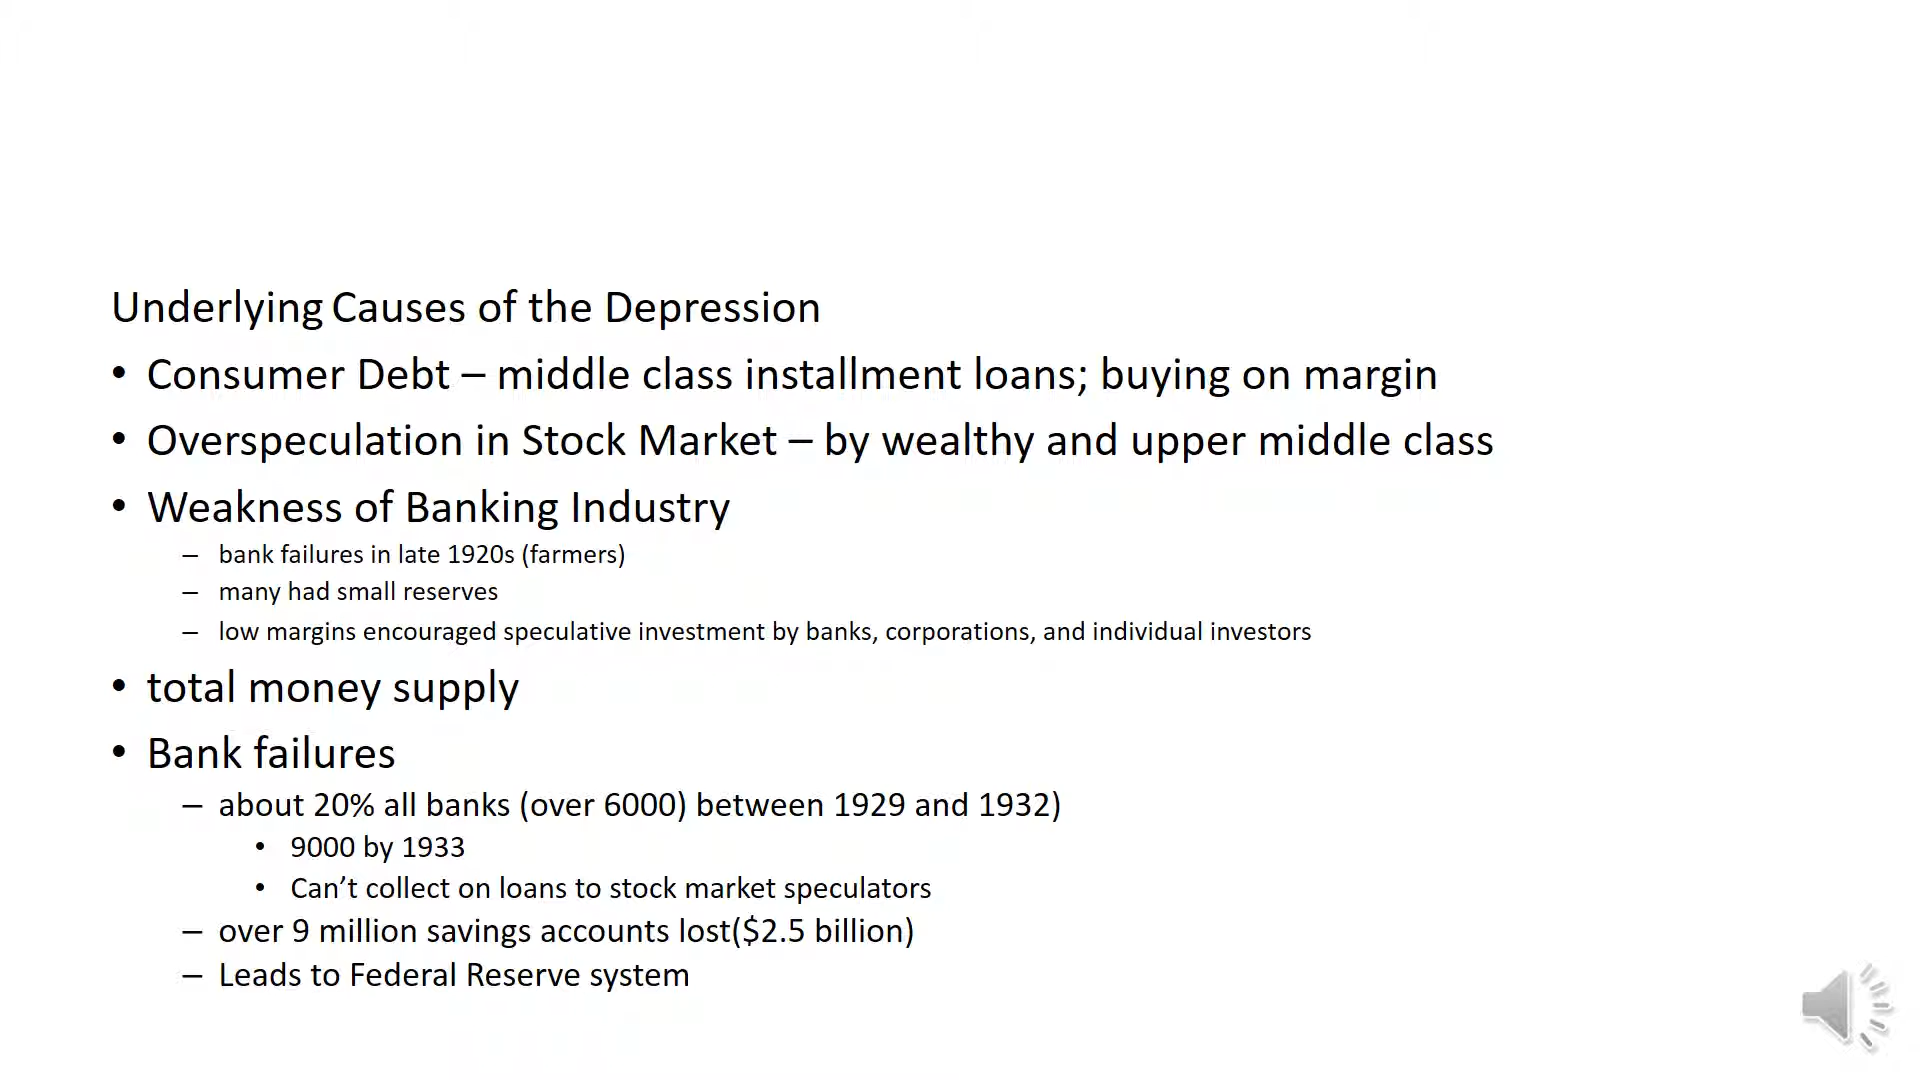 Underlying Causes of the Depression
• Consumer Debt – middle class installment loans; buying on margin
• Overspeculation in Stock Market – by wealthy and upper middle class
• Weakness of Banking Industry
– bank failures in late 1920s (farmers)
– many had small reserves
– low margins encouraged speculative investment by banks, corporations, and individual investors
• total money supply
• Bank failures
– about 20% all banks (over 6000) between 1929 and 1932)
• 9000 by 1933
• Can’t collect on loans to stock market speculators
– over 9 million savings accounts lost($2.5 billion)
– Leads to Federal Reserve system